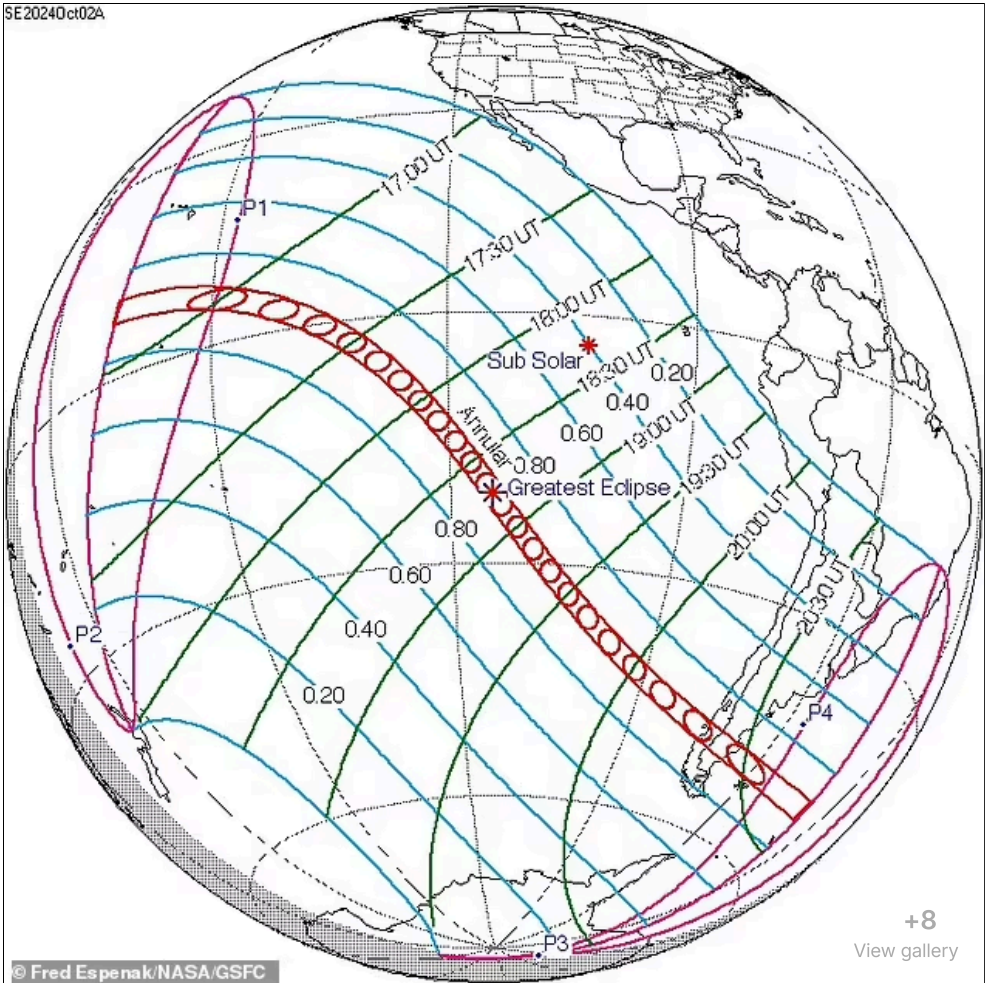 SE2024Oct02A
17:00 UT
P1
17:30 UT
18:00 UT
Sub Solar
18:30 UT
0.20
0.40
19:00 UT
0.60
Annular
0.80
19:30 UT
Greatest Eclipse
0.80
20:00 UT
0.60
20:30 UT
P2
0.40
0.20
P4
+8
P3
View gallery
© Fred Espenak/NASA/GSFC